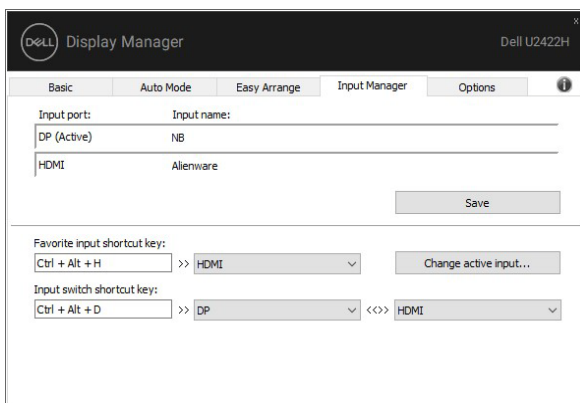 x
DELL Display Manager Dell U2422H
Basic Auto Mode Easy Arrange Input Manager Options i
Input port: Input name:
DP (Active) NB
HDMI Alienware
Save
Favorite input shortcut key:
Ctrl + Alt + H >> HDMI Change active input...
Input switch shortcut key:
Ctrl + Alt + D >> DP <<>> HDMI